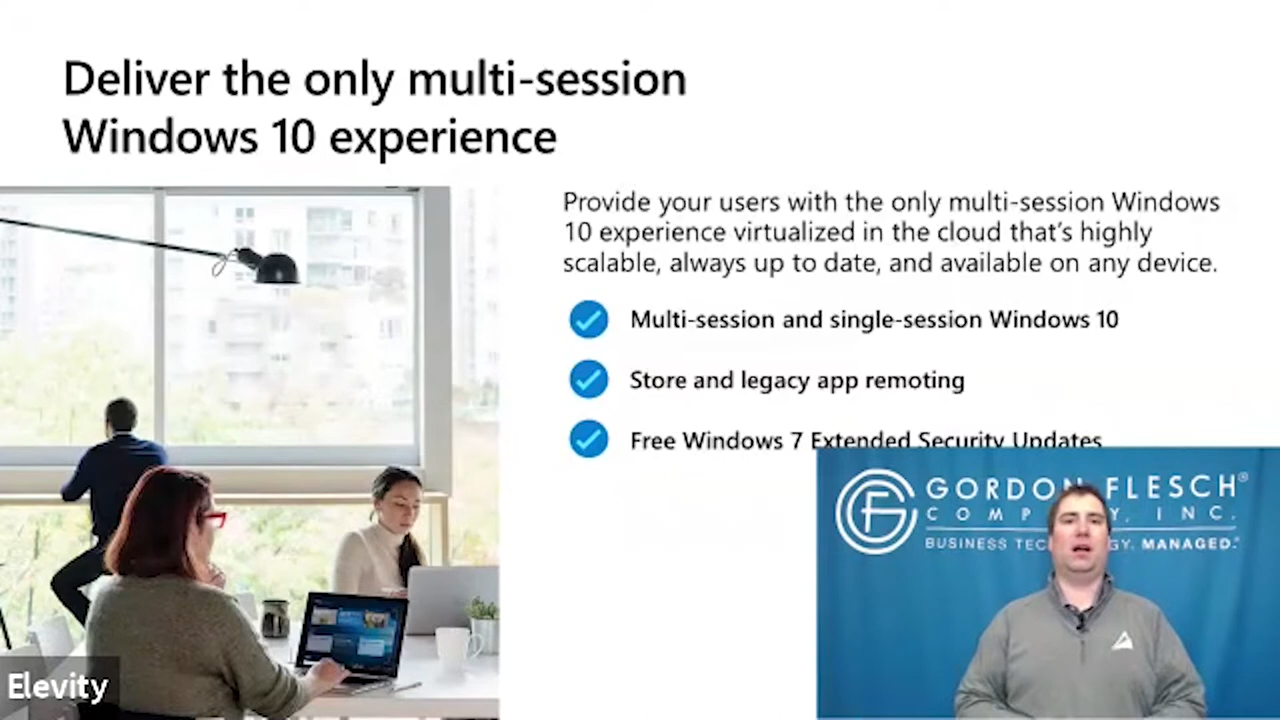 Deliver the only multi-session
Windows 10 experience
Provide your users with the only multi-session Windows
10 experience virtualized in the cloud that's highly
scalable, always up to date, and available on any device.
Multi-session and single-session Windows 10
Store and legacy app remoting
Free Windows 7 Extended Security Updates
GORDON FLESCH®
COMPANY, INC.
BUSINESS TECHNOLOGY. MANAGED.
Elevity